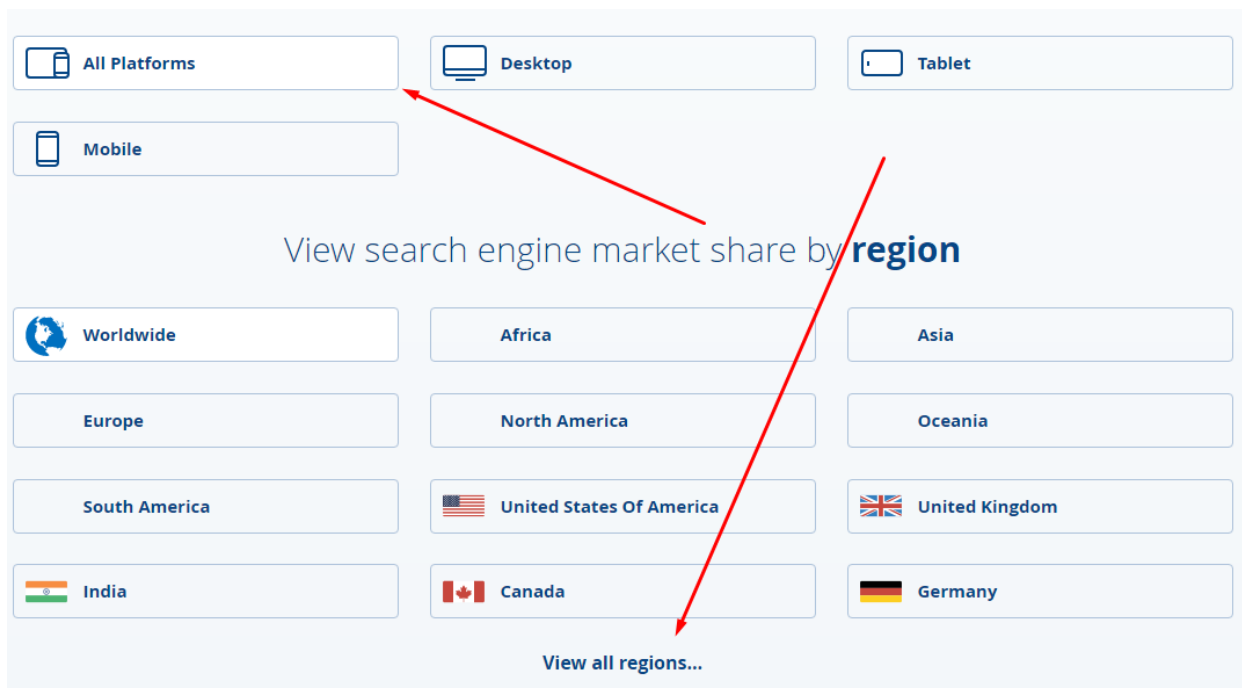 All Platforms
Desktop
Tablet
Mobile
View search engine market share by region
Worldwide
Africa
Asia
Europe
North America
Oceania
South America
United States Of America
United Kingdom
India
Canada
Germany
View all regions...